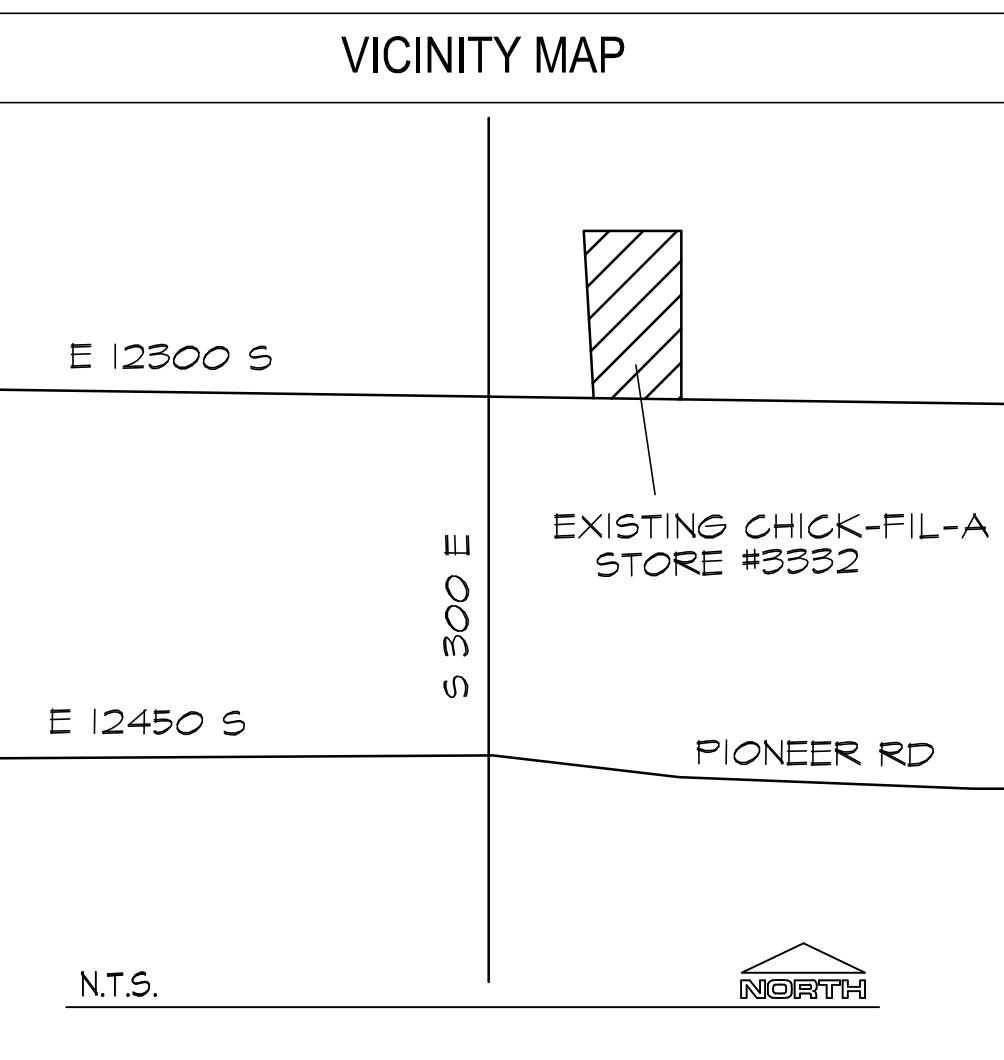 VICINITY MAP
E 12300 S
EXISTING CHICK-FIL-A
STORE #3332
S 300 E
E 12450 S
PIONEER RD
N.T.S.
NORTH